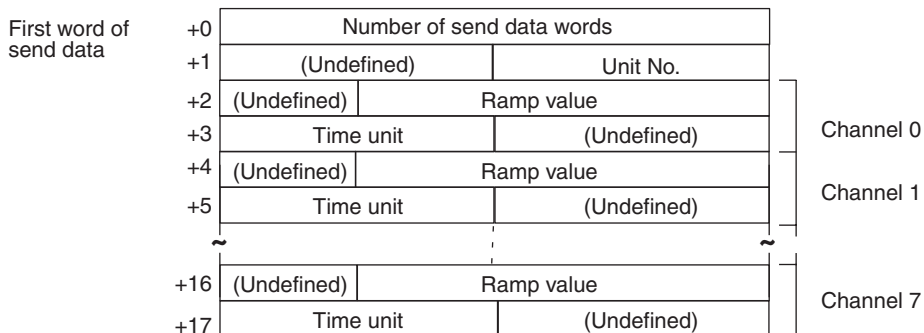 First word of
send data
+0 Number of send data words
+1 (Undefined) Unit No.
+2 (Undefined) Ramp value
+3 Time unit (Undefined)
Channel 0
+4 (Undefined) Ramp value
+5 Time unit (Undefined)
Channel 1
~ ~
+16 (Undefined) Ramp value
+17 Time unit (Undefined)
Channel 7